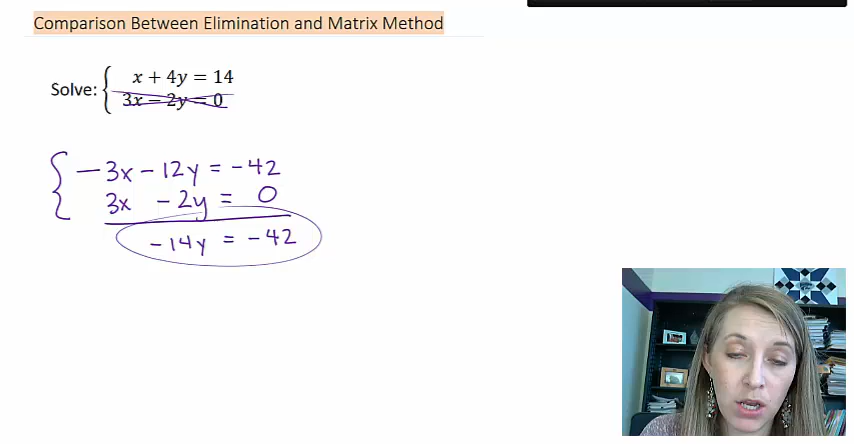 Comparison Between Elimination and Matrix Method
Solve: { x + 4y = 14
3x − 2y = 0
{ −3x − 12y = −42
3x − 2y = 0
−14y = −42